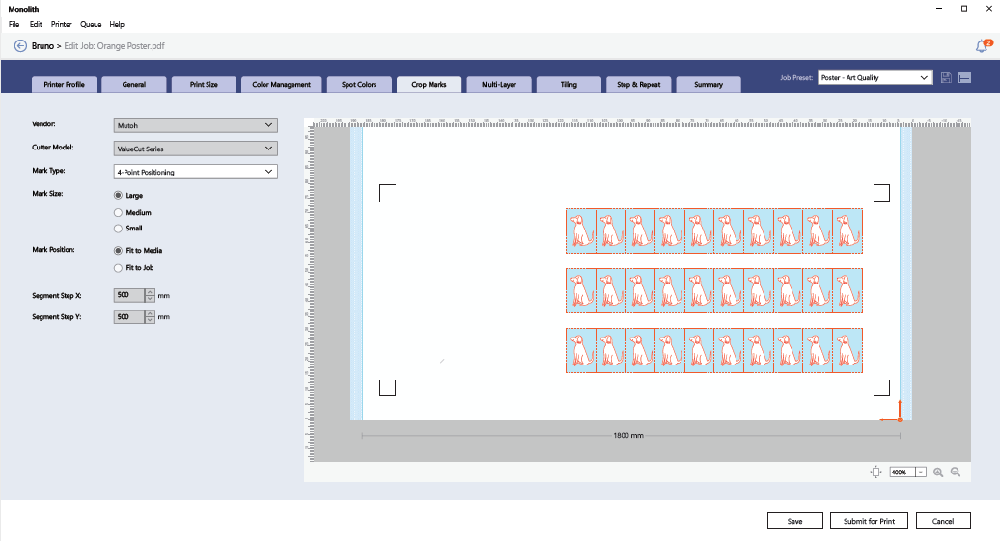 Monolith
File Edit Printer Queue Help
Bruno > Edit Job: Orange Poster.pdf
2
Job Preset: Poster - Art Quality
Printer Profile General Print Size Color Management Spot Colors Crop Marks Multi-Layer Tiling Step & Repeat Summary
Vendor: Mutoh
Cutter Model: ValueCut Series
Mark Type: 4-Point Positioning
Mark Size: Large
Medium
Small
Mark Position: Fit to Media
Fit to Job
Segment Step X: 500 mm
Segment Step Y: 500 mm
1800 mm
400%
Save Submit for Print Cancel